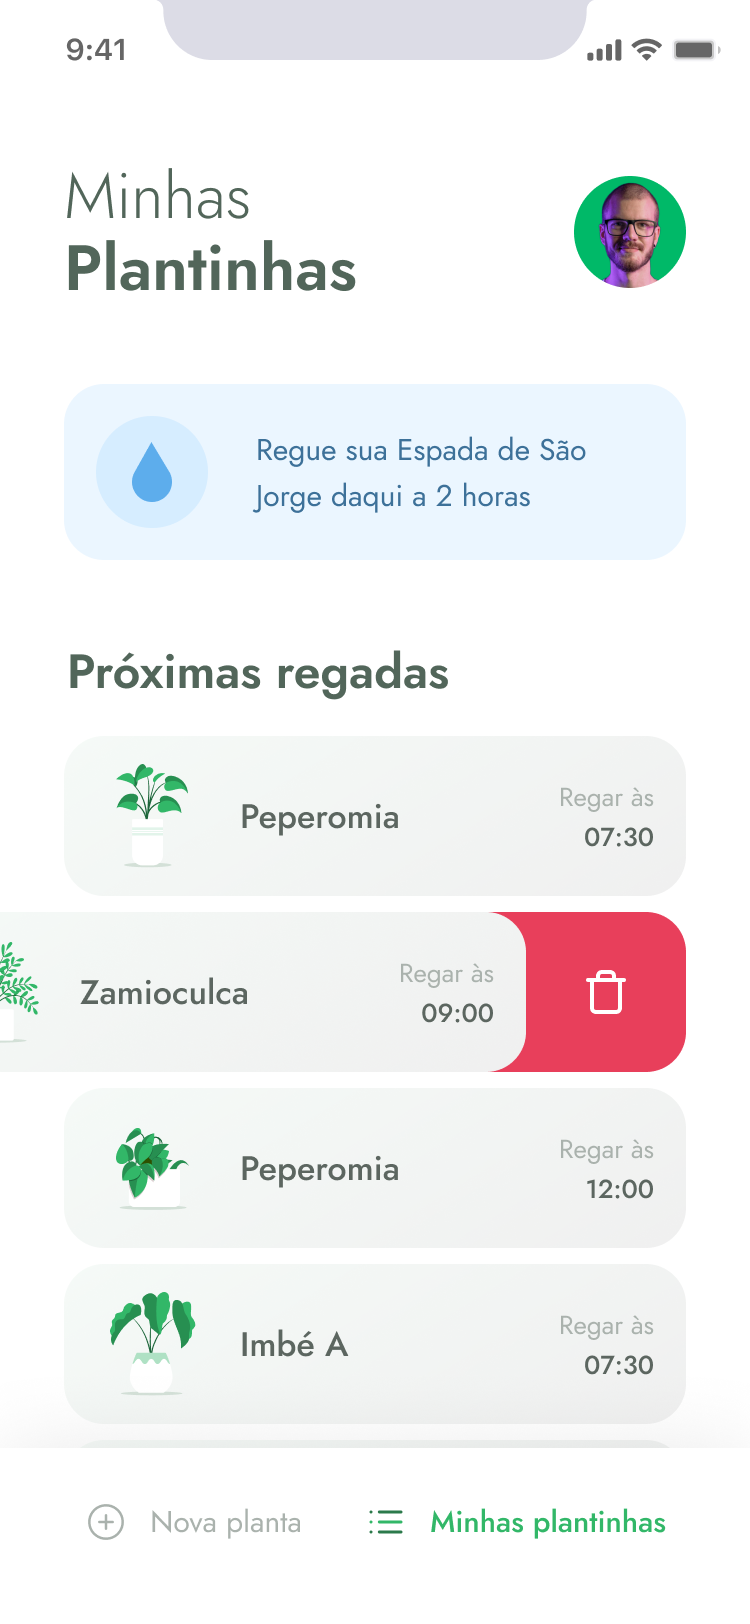 9:41
Minhas
Plantinhas
Regue sua Espada de São
Jorge daqui a 2 horas
Próximas regadas
Peperomia
Regar às
07:30
Zamioculca
Regar às
09:00
Peperomia
Regar às
12:00
Imbé A
Regar às
07:30
Nova planta
Minhas plantinhas